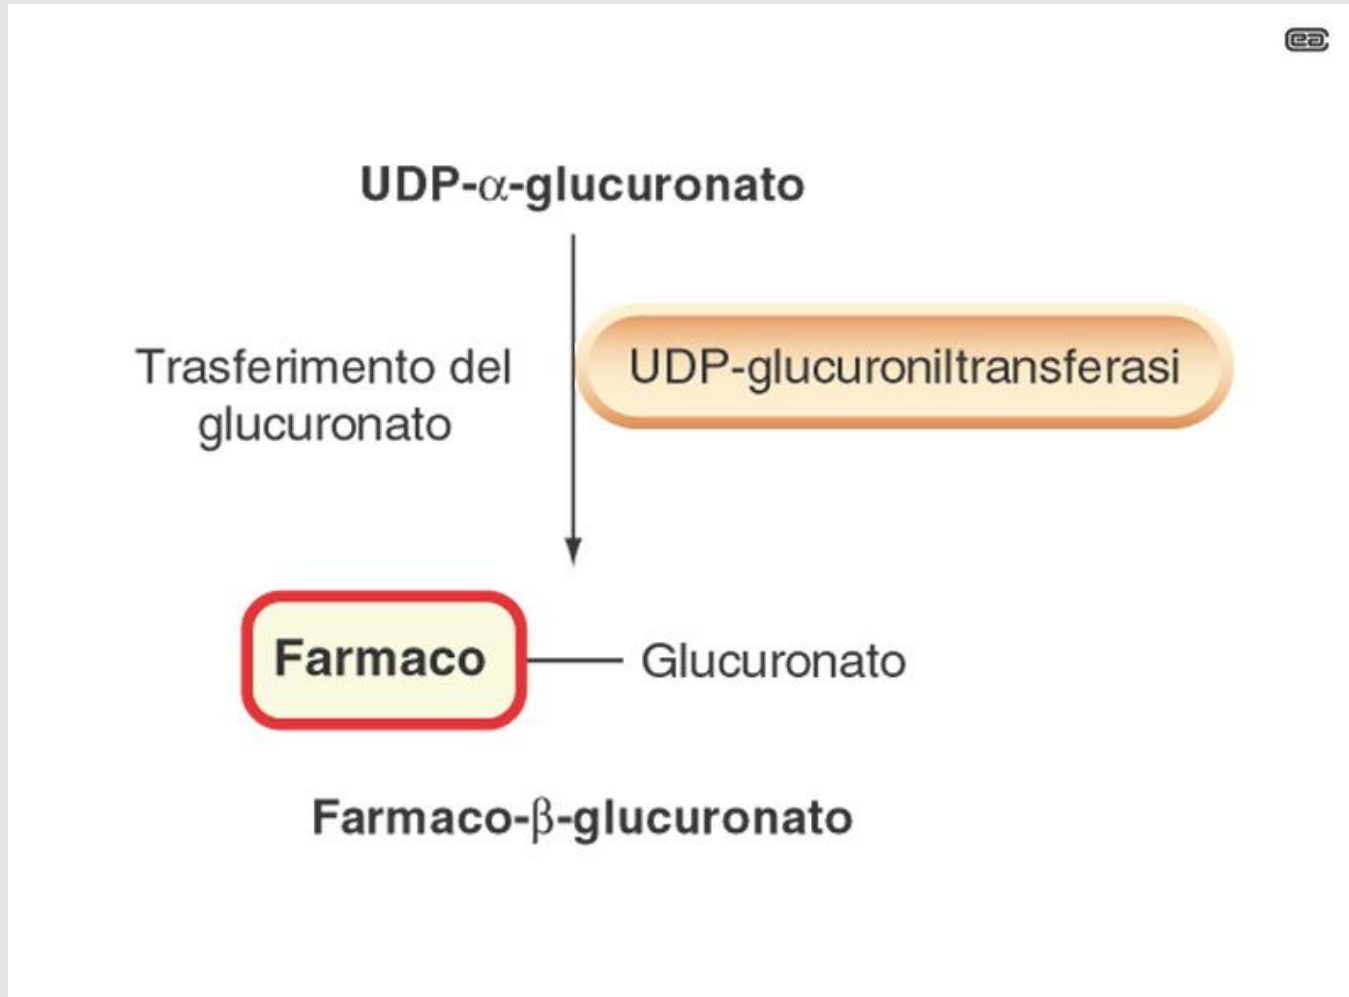 UDP-α-glucuronato
Trasferimento del
glucuronato
UDP-glucuroniltransferasi
Farmaco
Glucuronato
Farmaco-β-glucuronato